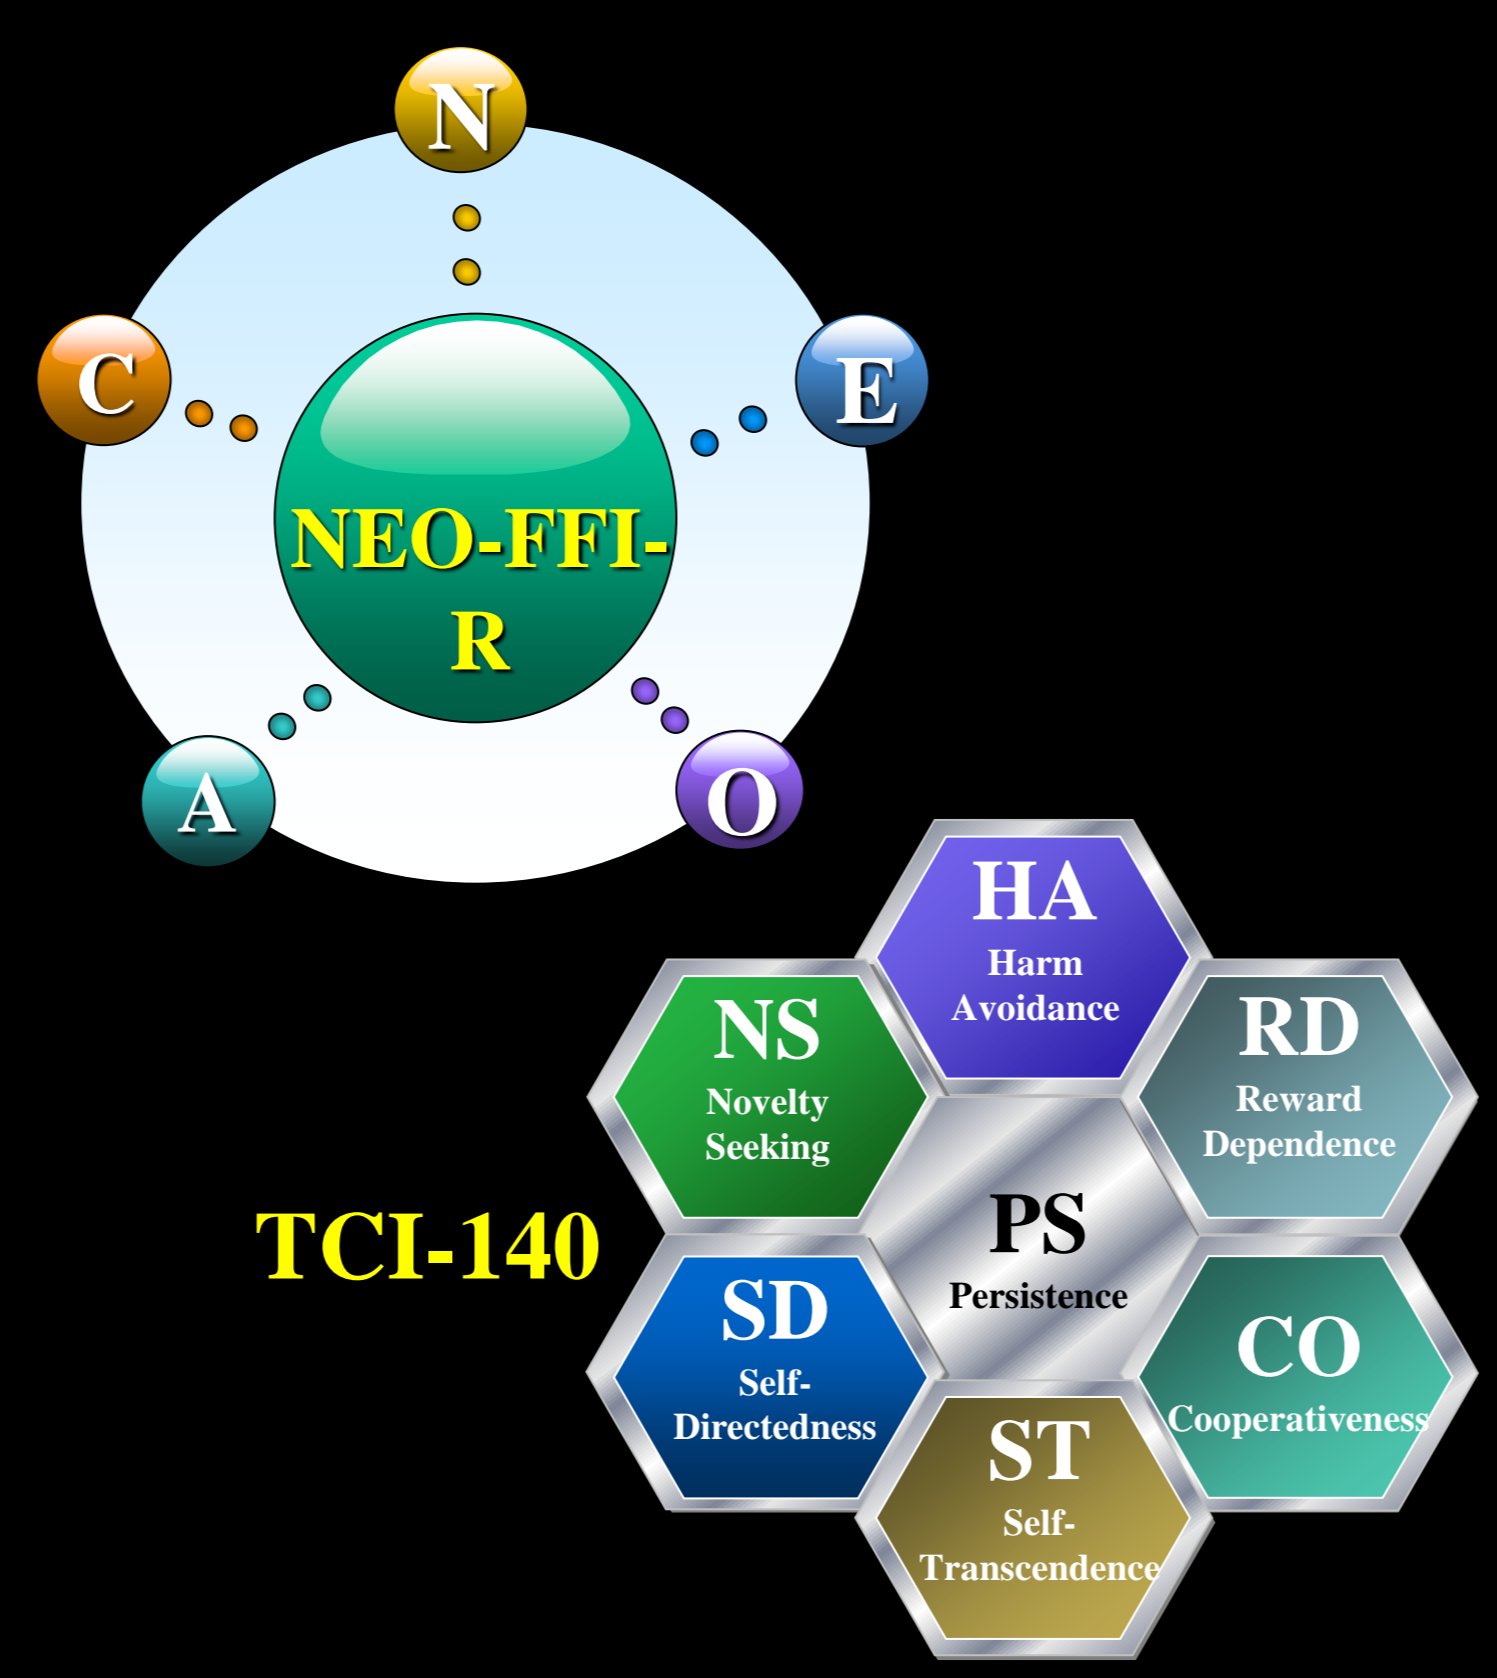 N
C
E
NEO-FFI-
R
A
O
HA
Harm
Avoidance
NS
Novelty
Seeking
RD
Reward
Dependence
PS
Persistence
TCI-140
SD
Self-
Directedness
CO
Cooperativeness
ST
Self-
Transcendence